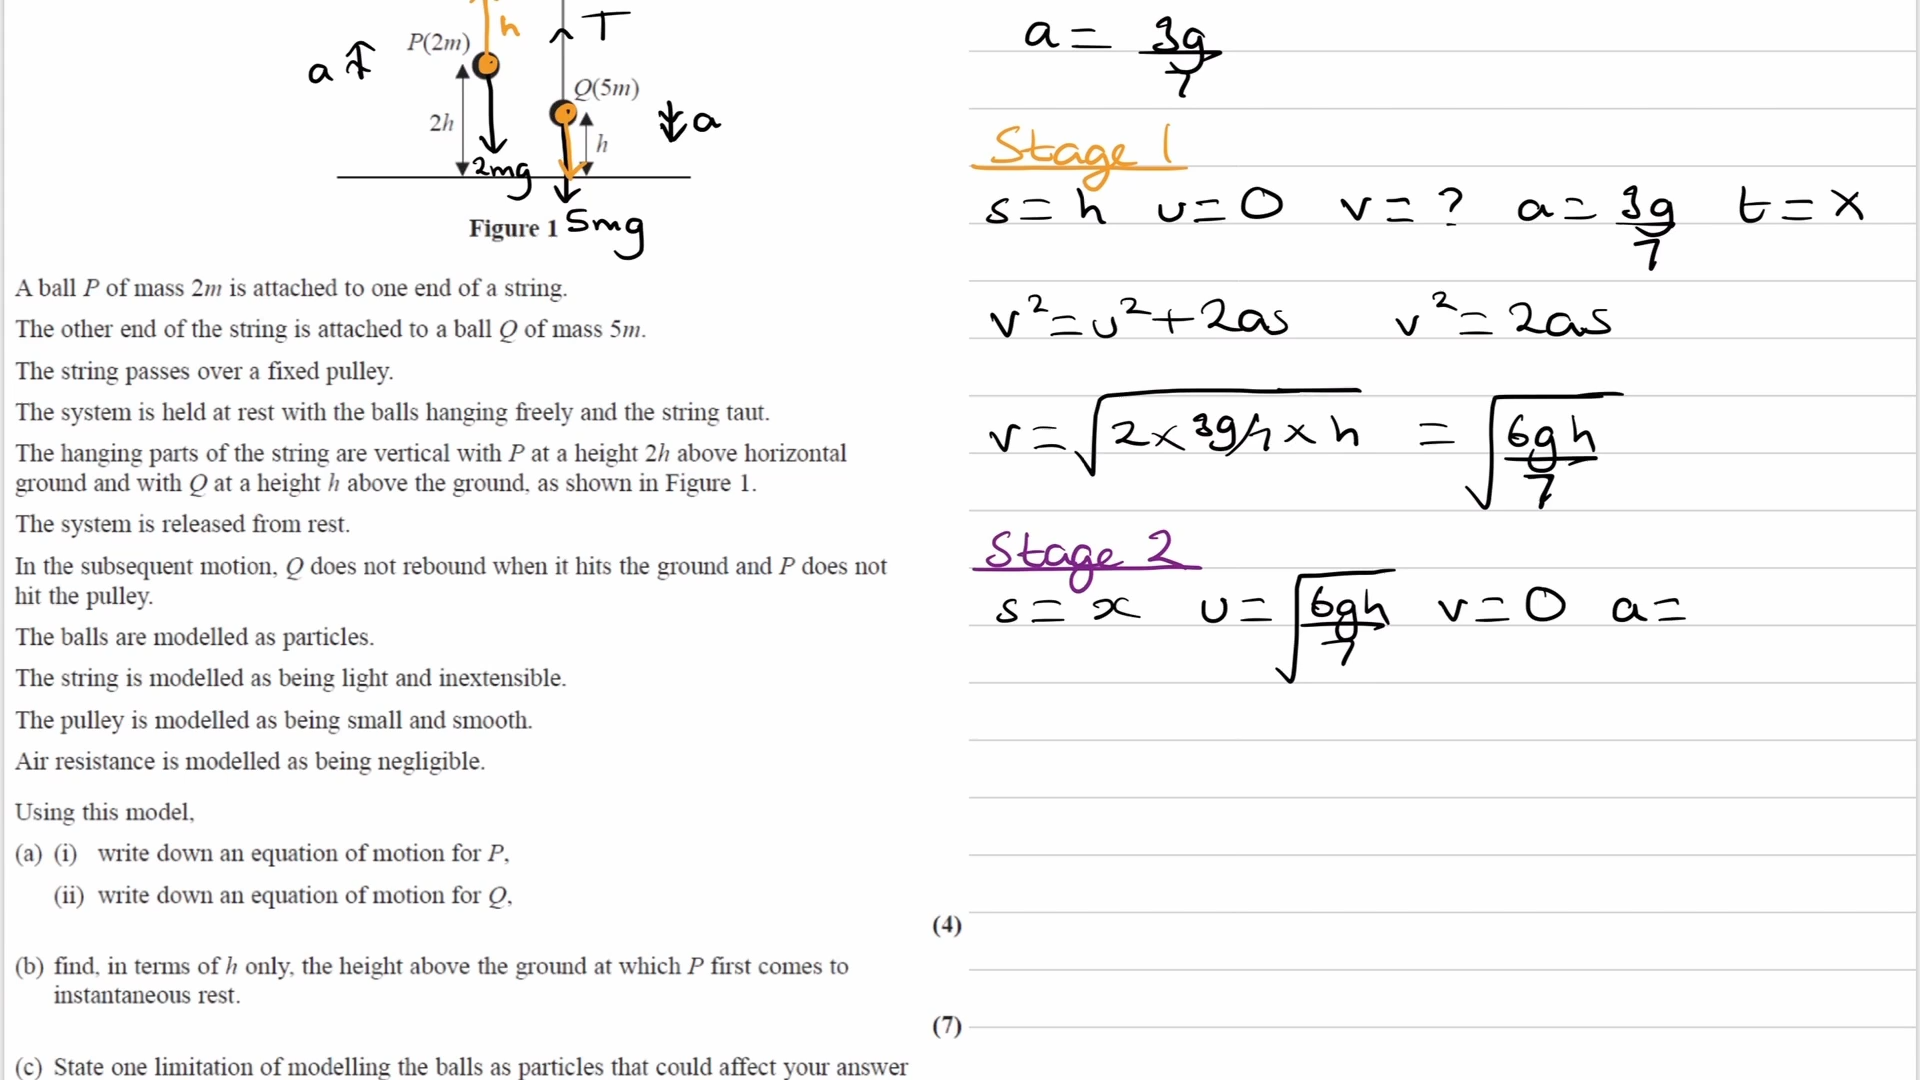 h
T
P(2m)
a
Q(5m)
2h
a
h
2mg
Figure 1
5mg
A ball P of mass 2m is attached to one end of a string.
The other end of the string is attached to a ball Q of mass 5m.
The string passes over a fixed pulley.
The system is held at rest with the balls hanging freely and the string taut.
The hanging parts of the string are vertical with P at a height 2h above horizontal
ground and with Q at a height h above the ground, as shown in Figure 1.
The system is released from rest.
In the subsequent motion, Q does not rebound when it hits the ground and P does not
hit the pulley.
The balls are modelled as particles.
The string is modelled as being light and inextensible.
The pulley is modelled as being small and smooth.
Air resistance is modelled as being negligible.
Using this model,
(a) (i) write down an equation of motion for P,
(ii) write down an equation of motion for Q,
(4)
(b) find, in terms of h only, the height above the ground at which P first comes to
instantaneous rest.
(7)
(c) State one limitation of modelling the balls as particles that could affect your answer
a = 3g/7
Stage 1
s = h u = 0 v = ? a = 3g/7 t = x
v² = u² + 2as v² = 2as
v = √(2 × 3g/7 × h) = √(6gh/7)
Stage 2
s = x u = √(6gh/7) v = 0 a =